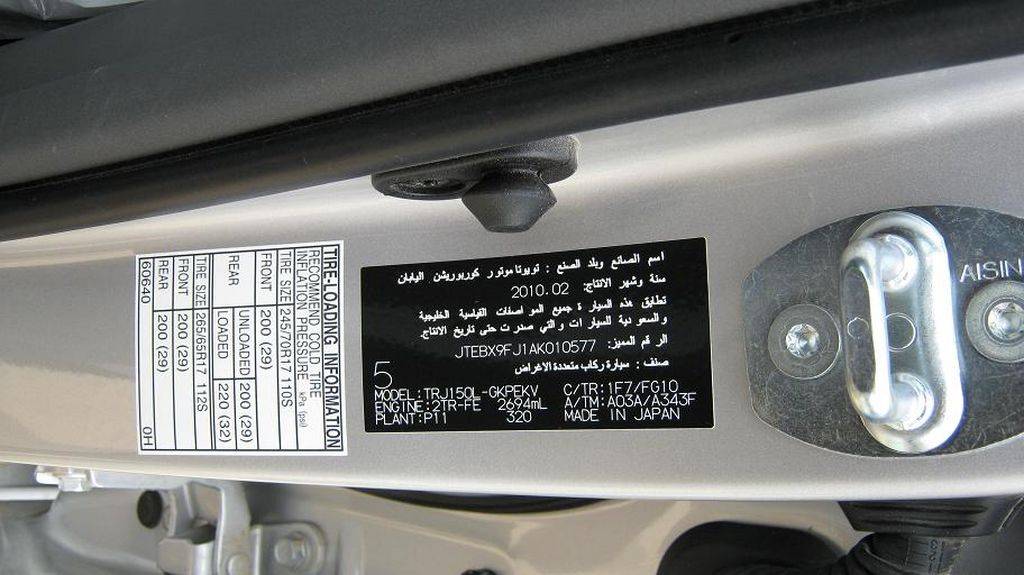 TIRE-LOADING INFORMATION
RECOMMEND COLD TIRE
INFLATION PRESSURE kPa (psi)
TIRE SIZE 245/70R17 110S
FRONT 200 (29)
REAR UNLOADED 200 (29)
LOADED 220 (32)
TIRE SIZE 265/65R17 112S
FRONT 200 (29)
REAR 200 (29)
60640 0H
اسم الصانع وبلد الصنع : تويوتا موتور كوربوريشن اليابان
سنة وشهر الانتاج: 2010.02
تطابق هذه السيارة جميع المواصفات القياسية الخليجية
والسعودية للسيارات والتي صدرت حتى تاريخ الانتاج.
الرقم المميز: JTEBX9FJ1AK010577
صنف : سيارة ركاب متعددة الاغراض
5
MODEL:TRJ150L-GKPEKV C/TR:1F7/FG10
ENGINE:2TR-FE 2694mL A/TM:A03A/A343F
PLANT:P11 320 MADE IN JAPAN
AISIN